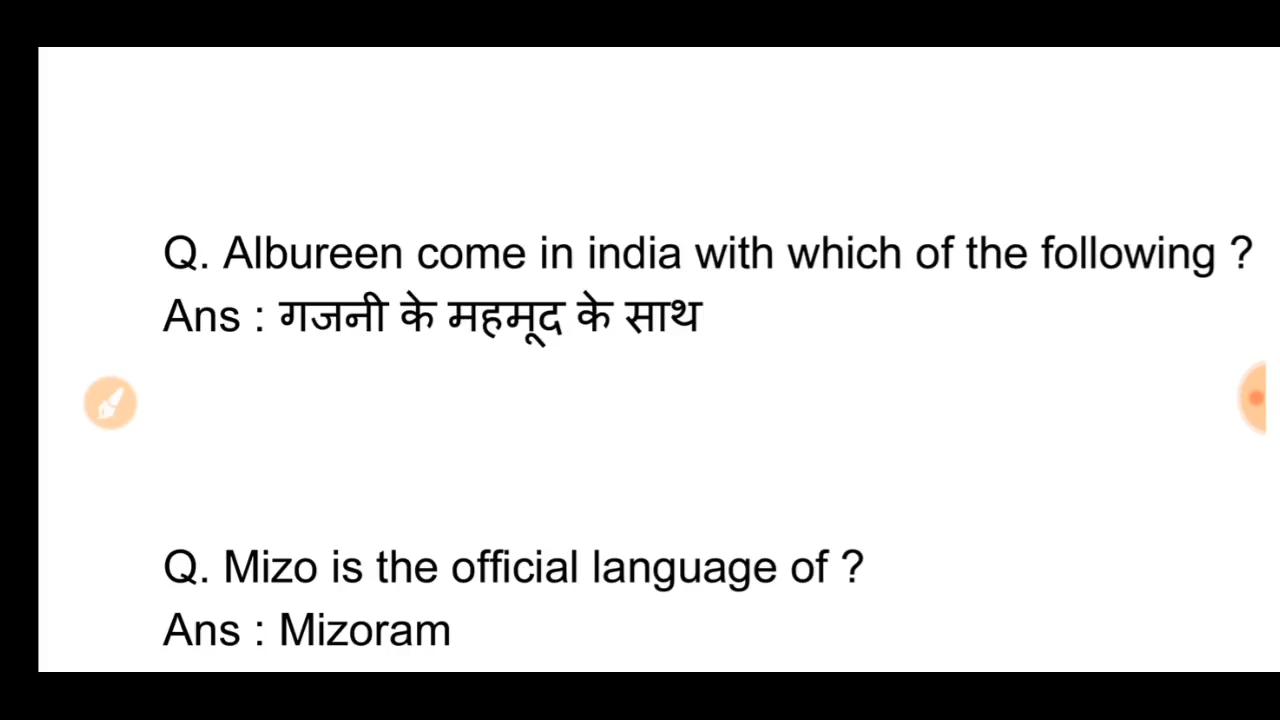 Q. Albureen come in india with which of the following ?
Ans : गजनी के महमूद के साथ
Q. Mizo is the official language of ?
Ans : Mizoram